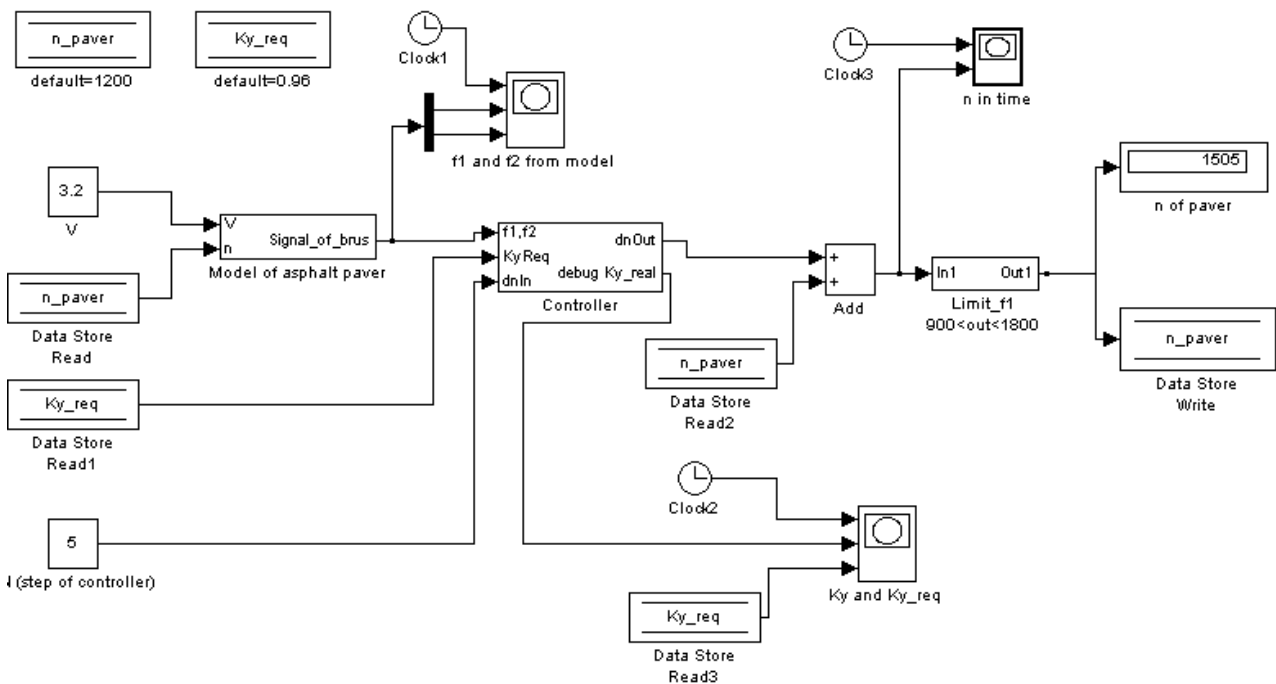 n_paver
default=1200
Ky_req
default=0.96
Clock1
f1 and f2 from model
Clock3
n in time
3.2
V
V
n
Signal_of_brus
Model of asphalt paver
n_paver
Data Store
Read
Ky_req
Data Store
Read1
5
(step of controller)
f1,f2
KyReq
dnIn
dnOut
debug Ky_real
Controller
+
+
Add
n_paver
Data Store
Read2
In1
Out1
Limit_f1
900<out<1800
1505
n of paver
n_paver
Data Store
Write
Clock2
Ky and Ky_req
Ky_req
Data Store
Read3